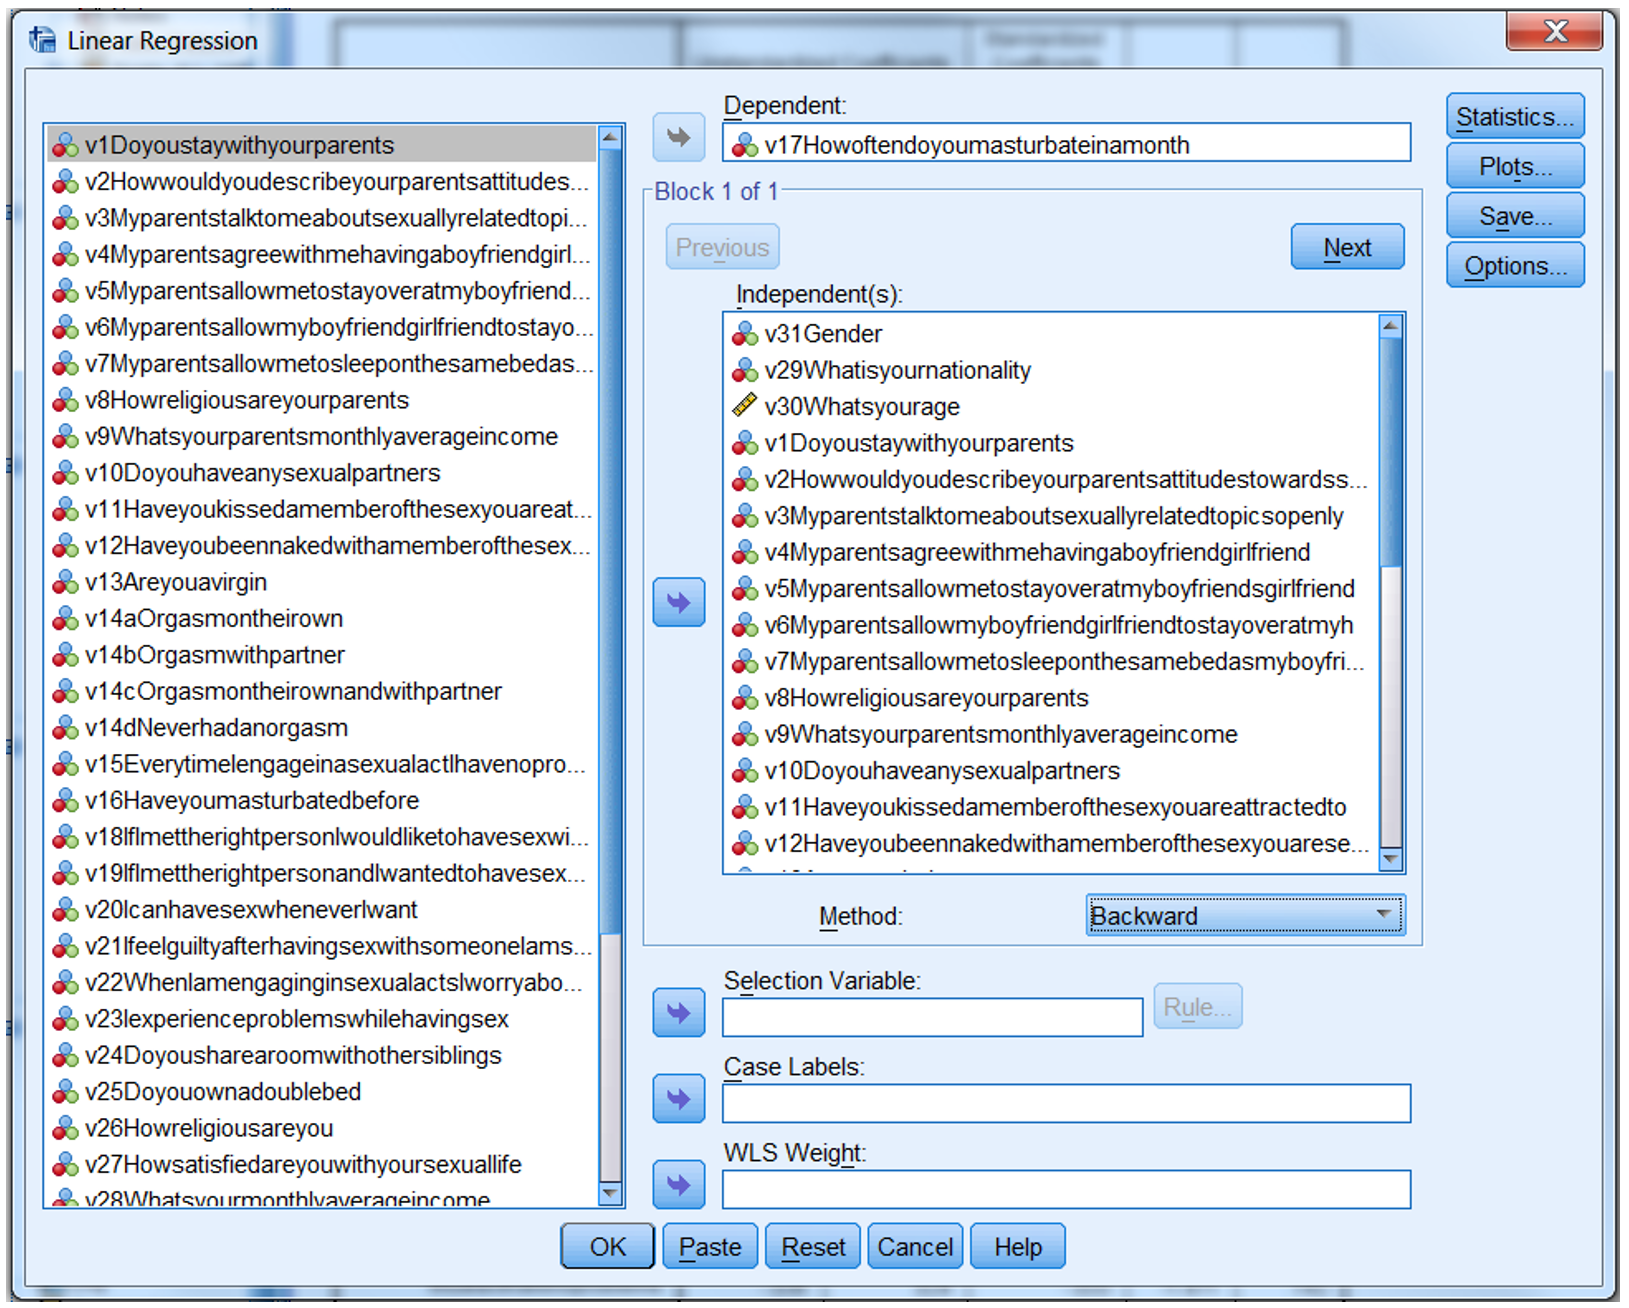 Linear Regression
v1Doyoustaywithyourparents
v2Howwouldyoudescribeyourparentsattitudes...
v3Myparentstalktomeaboutsexuallyrelatedtopi...
v4Myparentsagreewithmehavingaboyfriendgirl...
v5Myparentsallowmetostayoveratmyboyfriend...
v6Myparentsallowmyboyfriendgirlfriendtostayo...
v7Myparentsallowmetosleeponthesamebedas...
v8Howreligiousareyourparents
v9Whatsyourparentsmonthlyaverageincome
v10Doyouhaveanysexualpartners
v11Haveyoukissedamemberofthesexyouareat...
v12Haveyoubeennakedwithamemberofthesex...
v13Areyouavirgin
v14aOrgasmontheirown
v14bOrgasmwithpartner
v14cOrgasmontheirownandwithpartner
v14dNeverhadanorgasm
v15EverytimeIengageinasexualactIhavenopro...
v16Haveyoumasturbatedbefore
v18IfImettherightpersonIwouldliketohavesexwi...
v19IfImettherightpersonandIwantedtohavesex...
v20IcanhavesexwheneverIwant
v21IfeelguiltyafterhavingsexwithsomeoneIams...
v22WhenIamengaginginsexualactsIworryabo...
v23Iexperienceproblemswhilehavingsex
v24Doyousharearoomwithothersiblings
v25Doyouownadoublebed
v26Howreligiousareyou
v27Howsatisfiedareyouwithyoursexuallife
v28Whatsyourmonthlyaverageincome
Dependent:
v17Howoftendoyoumasturbateinamonth
Block 1 of 1
Previous
Next
Independent(s):
v31Gender
v29Whatisyournationality
v30Whatsyourage
v1Doyoustaywithyourparents
v2Howwouldyoudescribeyourparentsattitudestowardss...
v3Myparentstalktomeaboutsexuallyrelatedtopicsopenly
v4Myparentsagreewithmehavingaboyfriendgirlfriend
v5Myparentsallowmetostayoveratmyboyfriendsgirlfriend
v6Myparentsallowmyboyfriendgirlfriendtostayoveratmyh
v7Myparentsallowmetosleeponthesamebedasmyboyfri...
v8Howreligiousareyourparents
v9Whatsyourparentsmonthlyaverageincome
v10Doyouhaveanysexualpartners
v11Haveyoukissedamemberofthesexyouareattractedto
v12Haveyoubeennakedwithamemberofthesexyouarese...
Method:
Backward
Selection Variable:
Rule...
Case Labels:
WLS Weight:
Statistics...
Plots...
Save...
Options...
OK
Paste
Reset
Cancel
Help